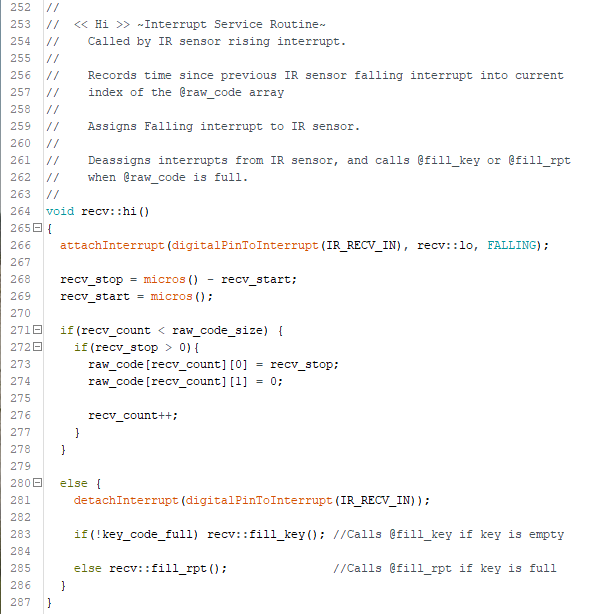 252 //
253 //  << Hi >> ~Interrupt Service Routine~
254 //    Called by IR sensor rising interrupt.
255 //
256 //    Records time since previous IR sensor falling interrupt into current
257 //    index of the @raw_code array
258 //
259 //    Assigns Falling interrupt to IR sensor.
260 //
261 //    Deassigns interrupts from IR sensor, and calls @fill_key or @fill_rpt
262 //    when @raw_code is full.
263 //
264 void recv::hi()
265 {
266   attachInterrupt(digitalPinToInterrupt(IR_RECV_IN), recv::lo, FALLING);
267
268   recv_stop = micros() - recv_start;
269   recv_start = micros();
270
271   if(recv_count < raw_code_size) {
272     if(recv_stop > 0){
273       raw_code[recv_count][0] = recv_stop;
274       raw_code[recv_count][1] = 0;
275
276       recv_count++;
277     }
278   }
279
280   else {
281     detachInterrupt(digitalPinToInterrupt(IR_RECV_IN));
282
283     if(!key_code_full) recv::fill_key(); //Calls @fill_key if key is empty
284
285     else recv::fill_rpt();               //Calls @fill_rpt if key is full
286   }
287 }